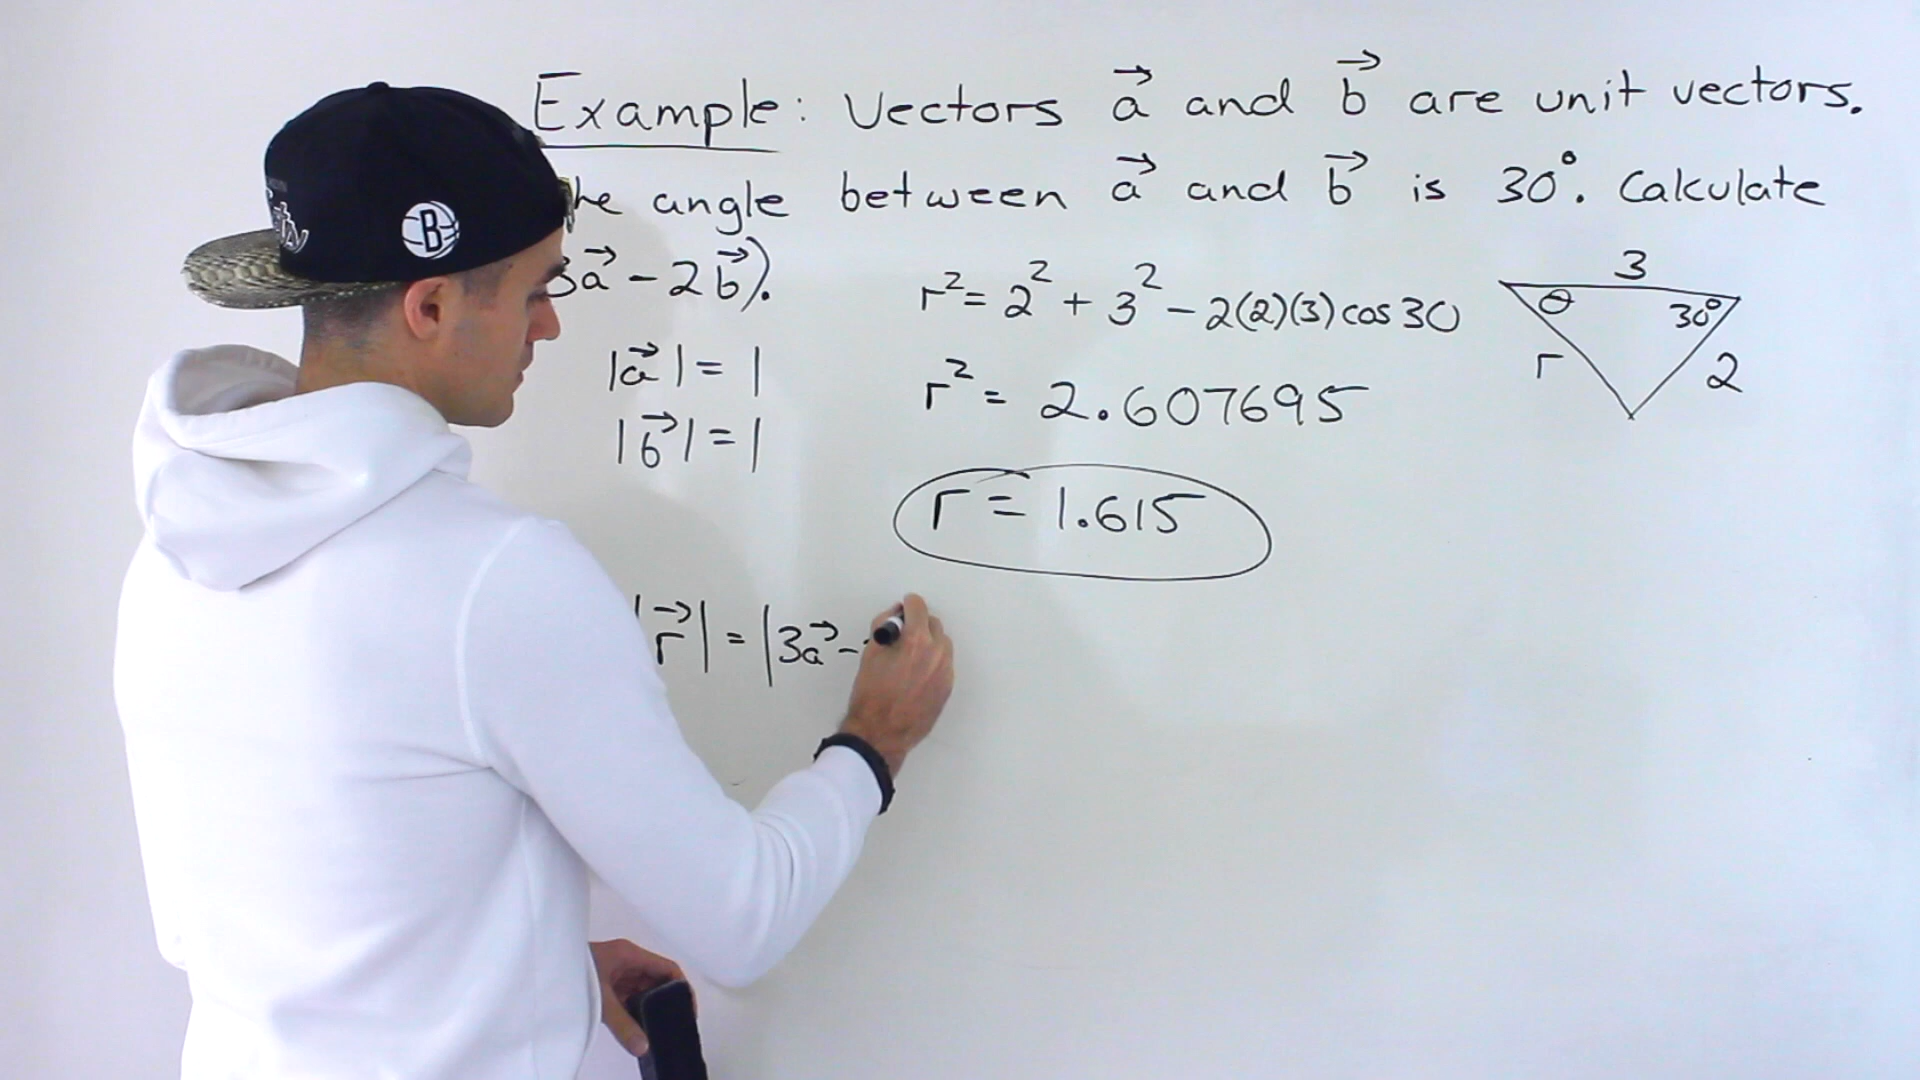 Example: Vectors a⃗ and b⃗ are unit vectors.
he angle between a⃗ and b⃗ is 30°. Calculate
3a⃗ - 2b⃗).
|a⃗| = 1
|b⃗| = 1
r² = 2² + 3² - 2(2)(3) cos 30
r² = 2.607695
r = 1.615
3
θ
30°
r
2
|r⃗| = |3a⃗ -
B